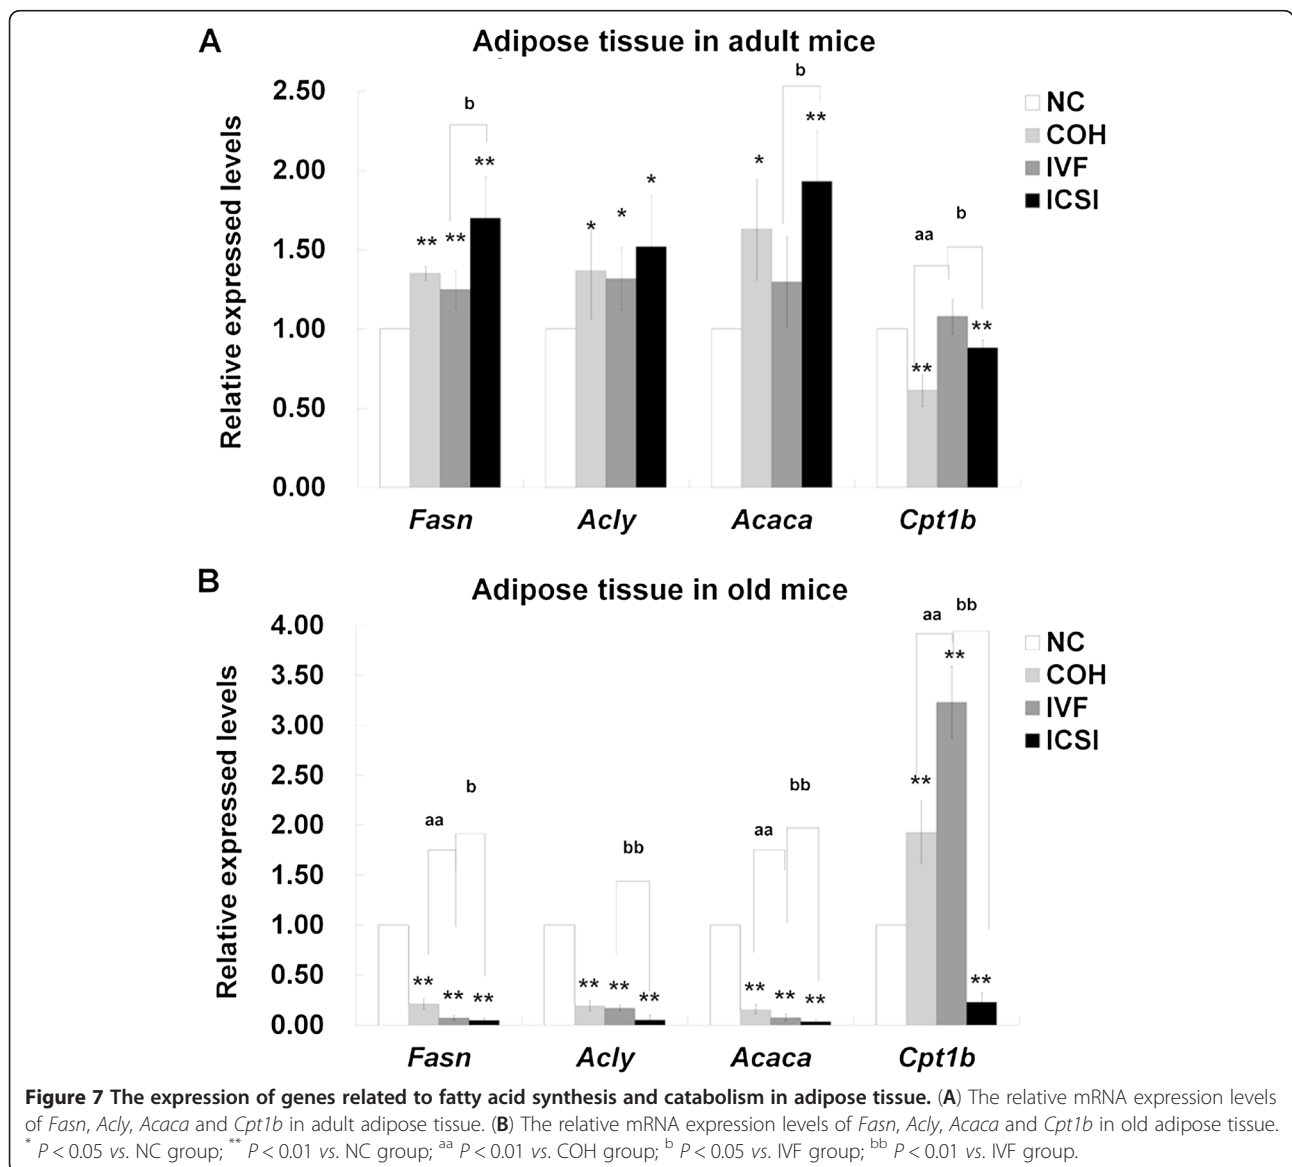 A
Adipose tissue in adult mice
Relative expressed levels
2.50
2.00
1.50
1.00
0.50
0.00
** ** b **
* * *
* b **
** aa b **
Fasn Acly Acaca Cpt1b
NC
COH
IVF
ICSI
B
Adipose tissue in old mice
Relative expressed levels
4.00
3.50
3.00
2.50
2.00
1.50
1.00
0.50
0.00
aa b
** ** **
bb
** ** **
aa bb
** ** **
aa bb
** ** **
Fasn Acly Acaca Cpt1b
NC
COH
IVF
ICSI
Figure 7 The expression of genes related to fatty acid synthesis and catabolism in adipose tissue. (A) The relative mRNA expression levels
of Fasn, Acly, Acaca and Cpt1b in adult adipose tissue. (B) The relative mRNA expression levels of Fasn, Acly, Acaca and Cpt1b in old adipose tissue.
* P < 0.05 vs. NC group; ** P < 0.01 vs. NC group; aa P < 0.01 vs. COH group; b P < 0.05 vs. IVF group; bb P < 0.01 vs. IVF group.